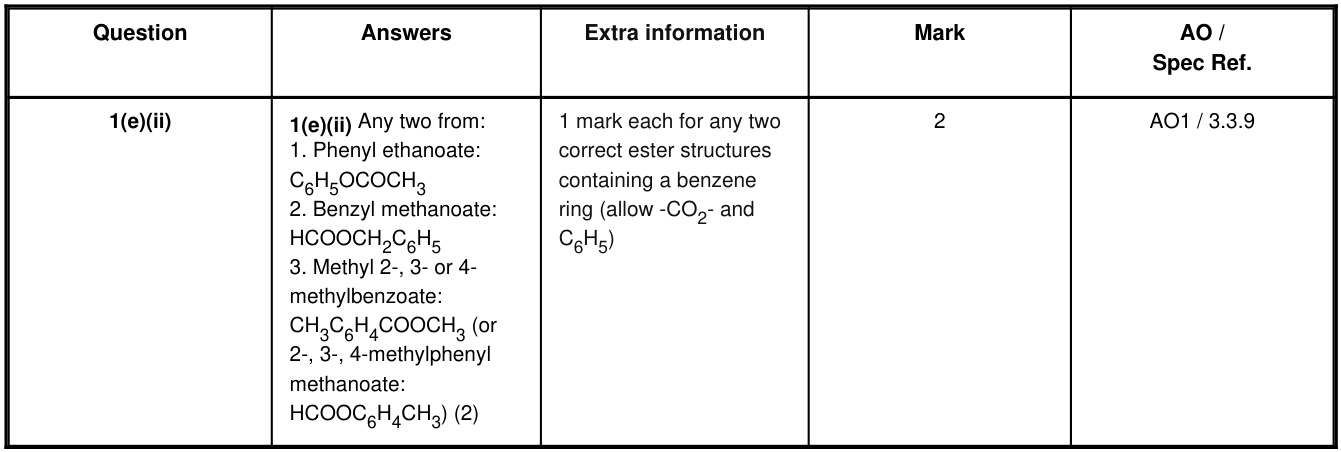 Question Answers Extra information Mark AO /
Spec Ref.
1(e)(ii)
1(e)(ii) Any two from:
1. Phenyl ethanoate:
C₆H₅OCOCH₃
2. Benzyl methanoate:
HCOOCH₂C₆H₅
3. Methyl 2-, 3- or 4-
methylbenzoate:
CH₃C₆H₄COOCH₃ (or
2-, 3-, 4-methylphenyl
methanoate:
HCOOC₆H₄CH₃) (2)
1 mark each for any two
correct ester structures
containing a benzene
ring (allow -CO₂- and
C₆H₅)
2
AO1 / 3.3.9